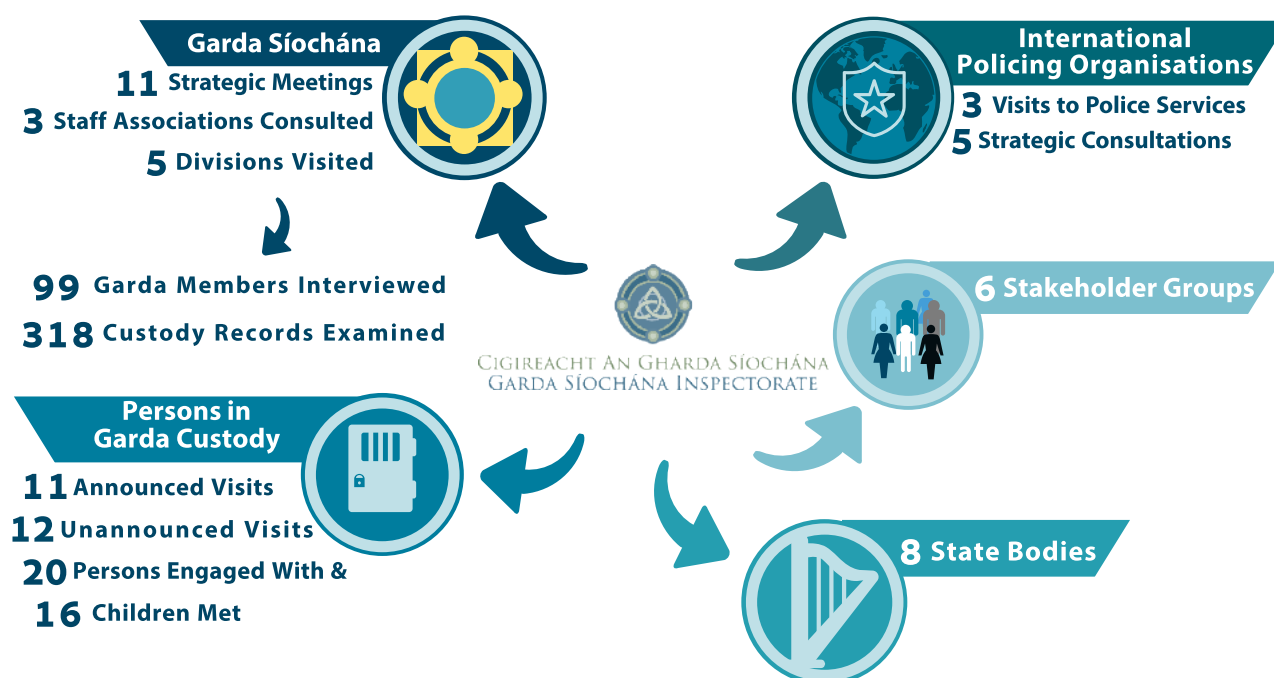 Garda Síochána
11 Strategic Meetings
3 Staff Associations Consulted
5 Divisions Visited
99 Garda Members Interviewed
318 Custody Records Examined
International
Policing Organisations
3 Visits to Police Services
5 Strategic Consultations
6 Stakeholder Groups
CIGIREACHT AN GHARDA SÍOCHÁNA
GARDA SÍOCHÁNA INSPECTORATE
Persons in
Garda Custody
11 Announced Visits
12 Unannounced Visits
20 Persons Engaged With &
16 Children Met
8 State Bodies